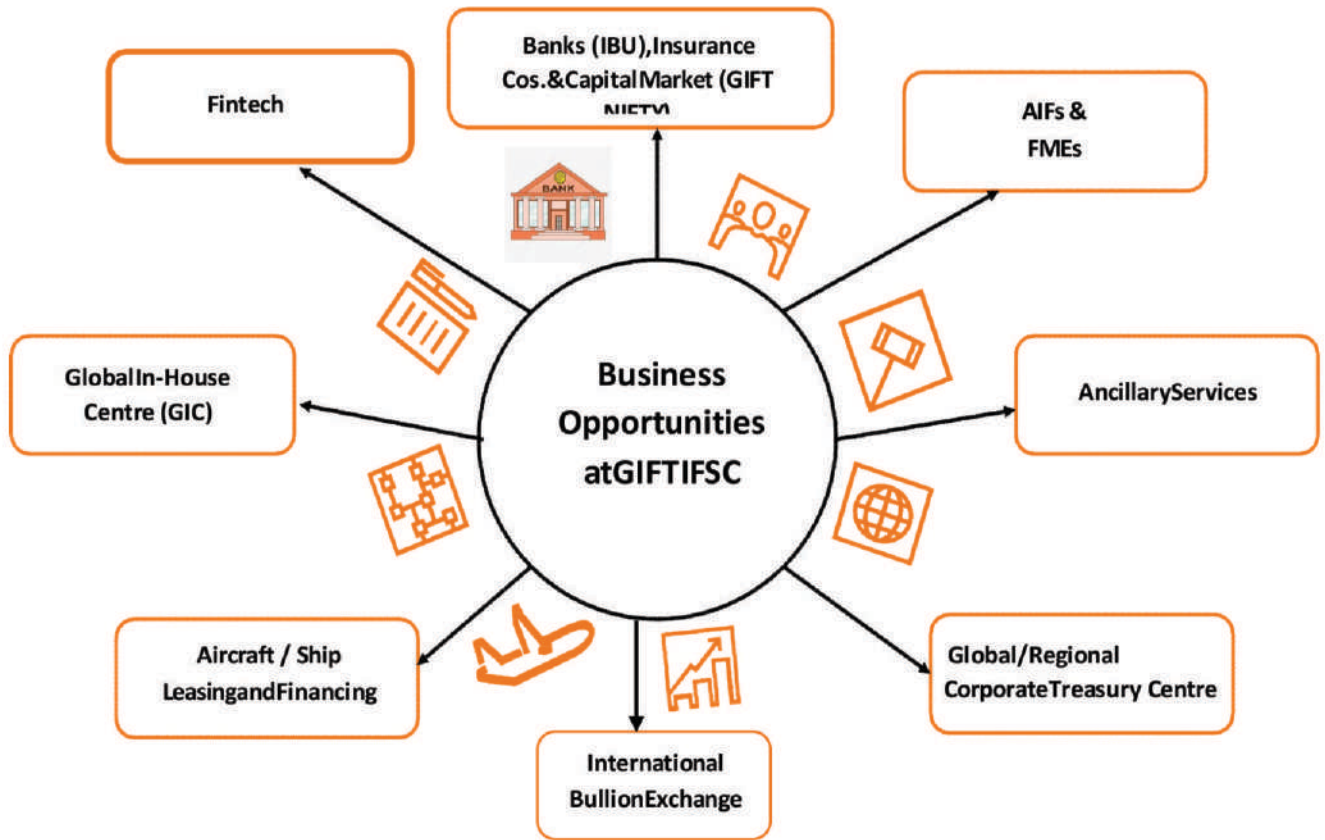 Banks (IBU),Insurance
Cos.&CapitalMarket (GIFT
NIFTY)
Fintech
AIFs &
FMEs
BANK
GlobalIn-House
Centre (GIC)
Business
Opportunities
atGIFTIFSC
AncillaryServices
Aircraft / Ship
LeasingandFinancing
Global/Regional
CorporateTreasury Centre
International
BullionExchange